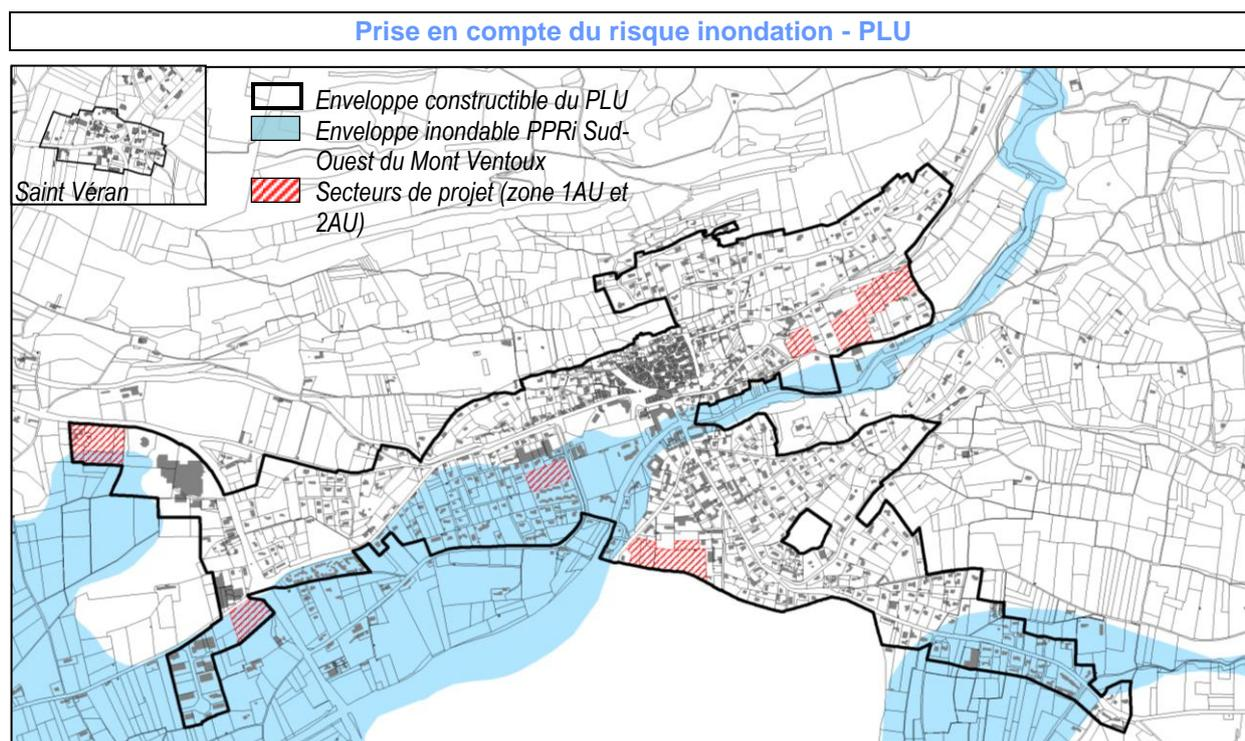 Prise en compte du risque inondation - PLU
Enveloppe constructible du PLU
Enveloppe inondable PPRi Sud-
Ouest du Mont Ventoux
Secteurs de projet (zone 1AU et
2AU)
Saint Véran